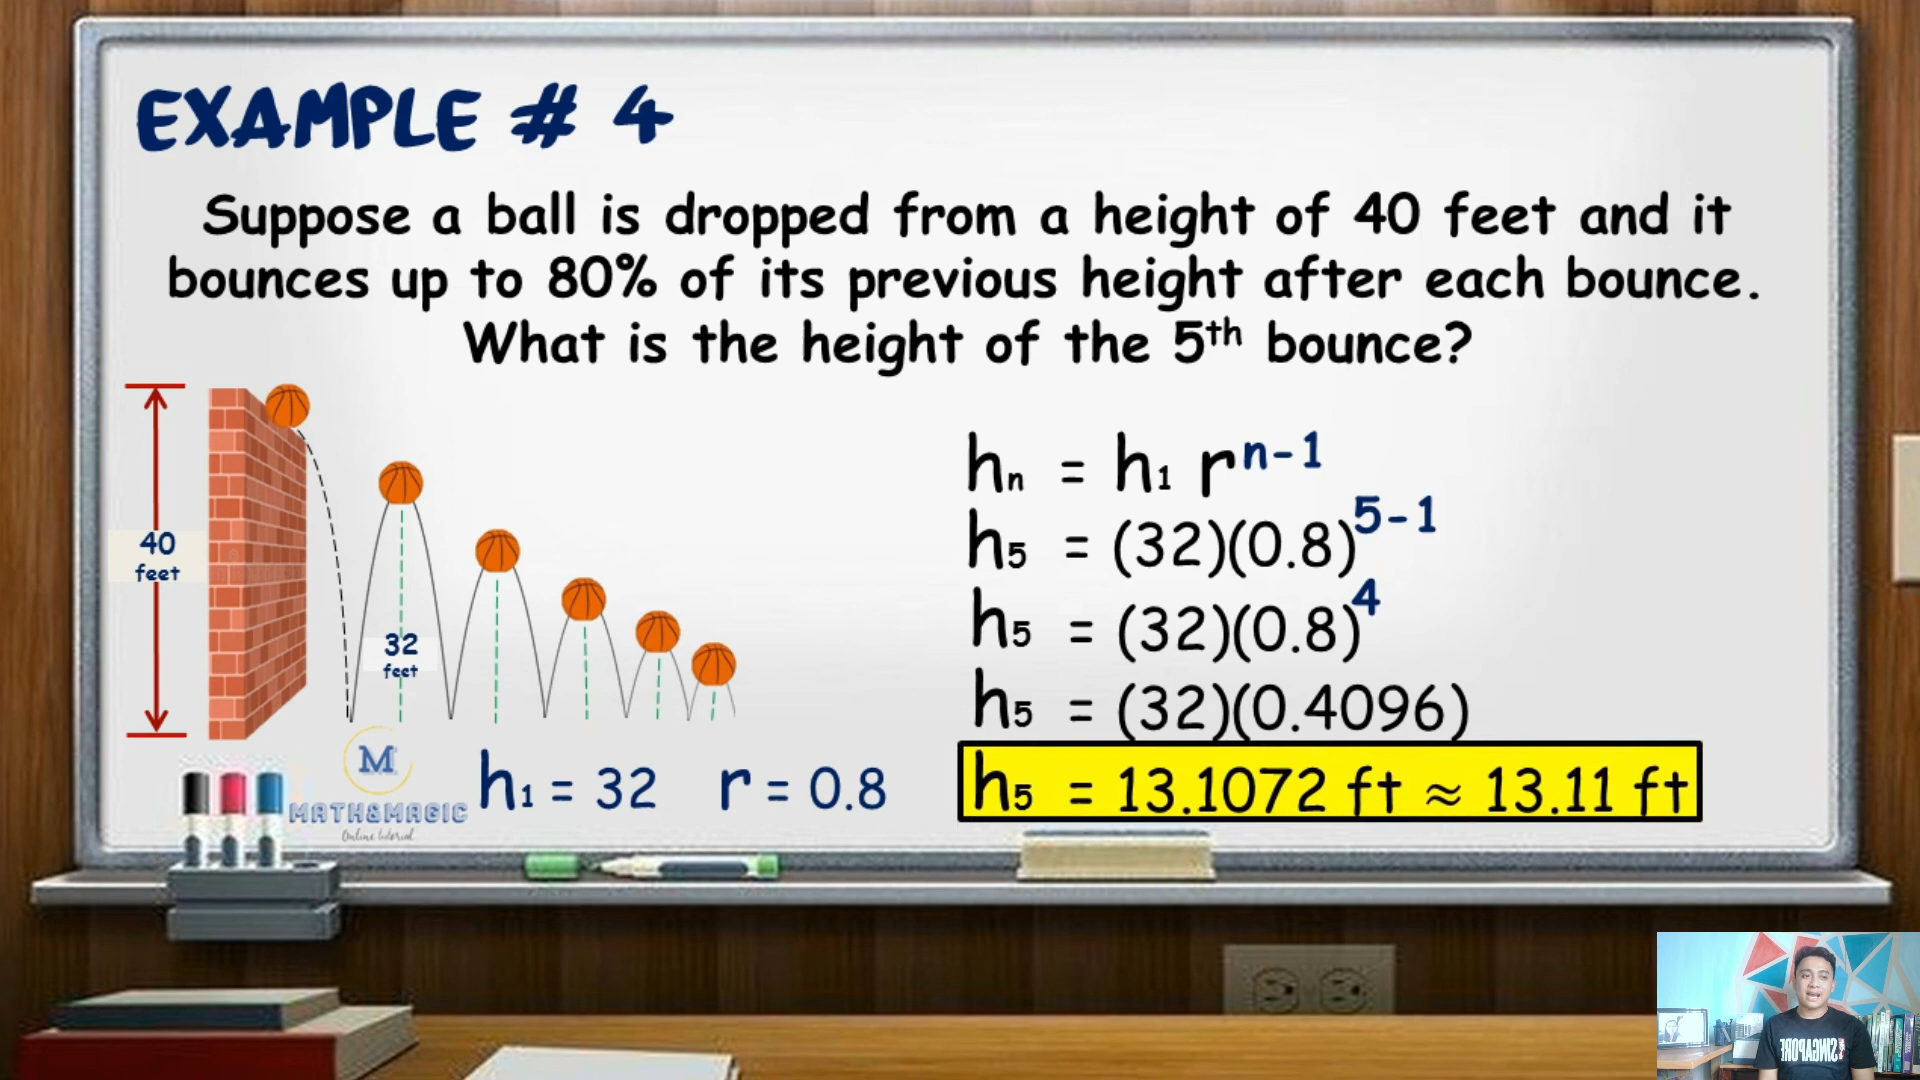 EXAMPLE # 4
Suppose a ball is dropped from a height of 40 feet and it
bounces up to 80% of its previous height after each bounce.
What is the height of the 5th bounce?
40
feet
32
feet
hₙ = h₁ rⁿ⁻¹
h₅ = (32)(0.8)⁵⁻¹
h₅ = (32)(0.8)⁴
h₅ = (32)(0.4096)
h₅ = 13.1072 ft ≈ 13.11 ft
h₁ = 32 r = 0.8
M
MATH&MAGIC
Online tutorial
SINGAPORE